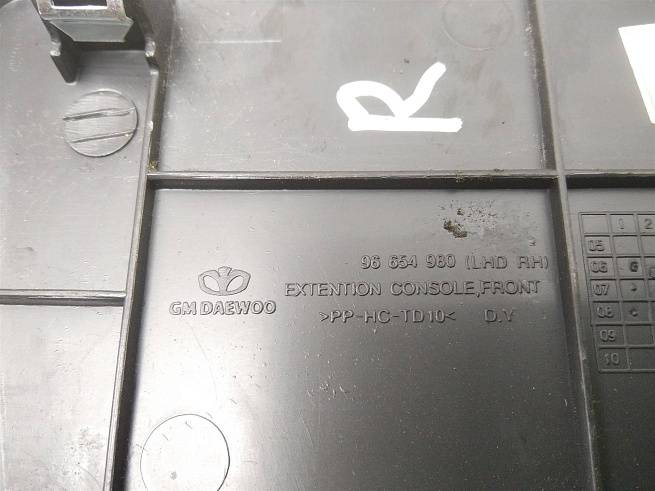 R
96 654 980 (LHD RH)
GM DAEWOO
EXTENTION CONSOLE,FRONT
>PP-HC-TD10< D.Y
1 2
05
06 G
07
08
09
10